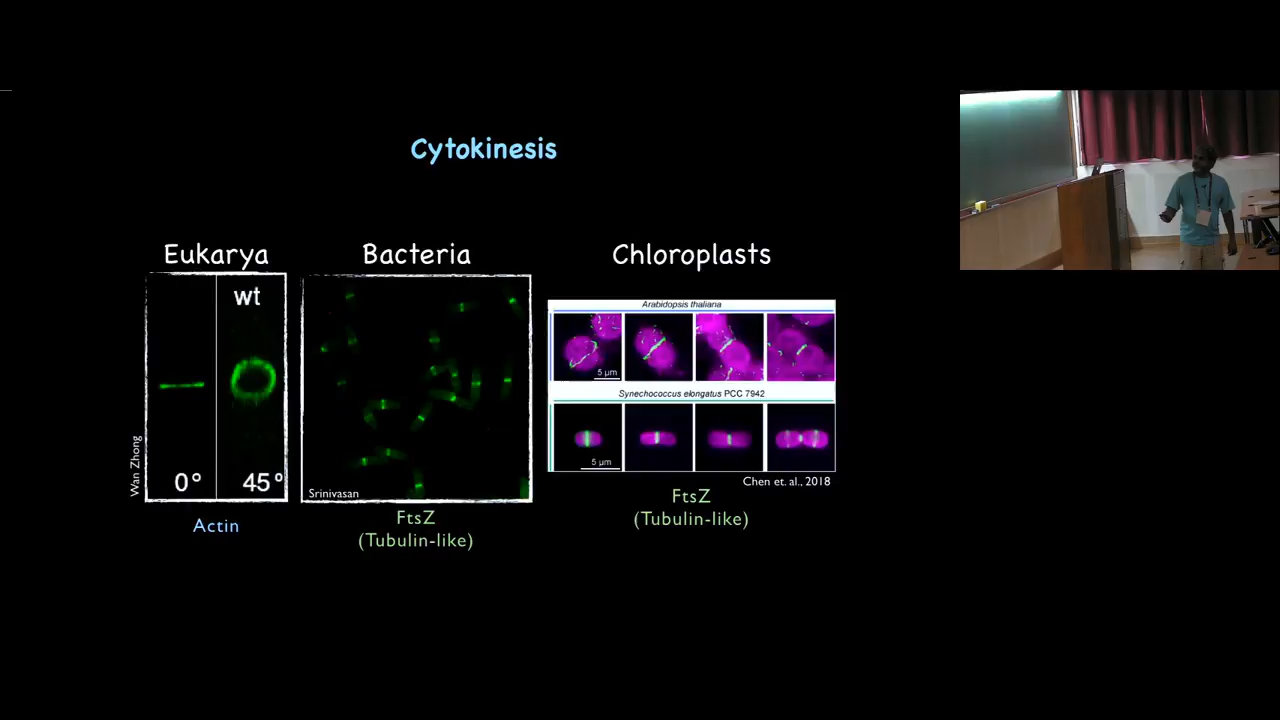 Cytokinesis
Eukarya
wt
0°
45°
Wan Zhong
Actin
Bacteria
Srinivasan
FtsZ
(Tubulin-like)
Chloroplasts
Arabidopsis thaliana
5 µm
Synechococcus elongatus PCC 7942
5 µm
Chen et. al., 2018
FtsZ
(Tubulin-like)